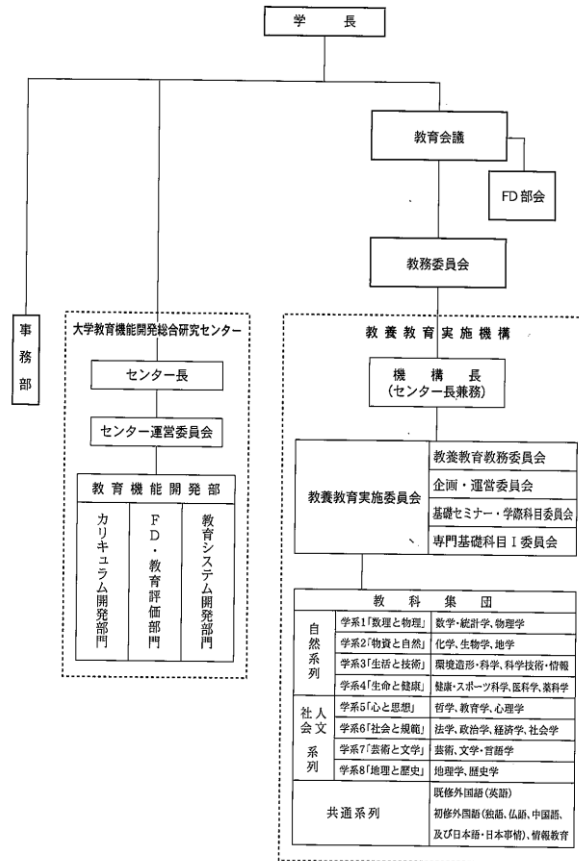 学長
教育会議
FD部会
教務委員会
事務部
大学教育機能開発総合研究センター
センター長
センター運営委員会
教育機能開発部
カリキュラム開発部門
FD・教育評価部門
教育システム開発部門
教養教育実施機構
機構長
(センター長兼務)
教養教育実施委員会
教養教育教務委員会
企画・運営委員会
基礎セミナー・学際科目委員会
専門基礎科目Ⅰ委員会
教科集団
自然系列
学系1「数理と物理」 数学・統計学、物理学
学系2「物資と自然」 化学、生物学、地学
学系3「生活と技術」 環境造形・科学、科学技術・情報
学系4「生命と健康」 健康・スポーツ科学、医科学、薬科学
人文社会系列
学系5「心と思想」 哲学、教育学、心理学
学系6「社会と規範」 法学、政治学、経済学、社会学
学系7「芸術と文学」 芸術、文学・言語学
学系8「地理と歴史」 地理学、歴史学
共通系列
既修外国語(英語)
初修外国語(独語、仏語、中国語、
及び日本語・日本事情)、情報教育